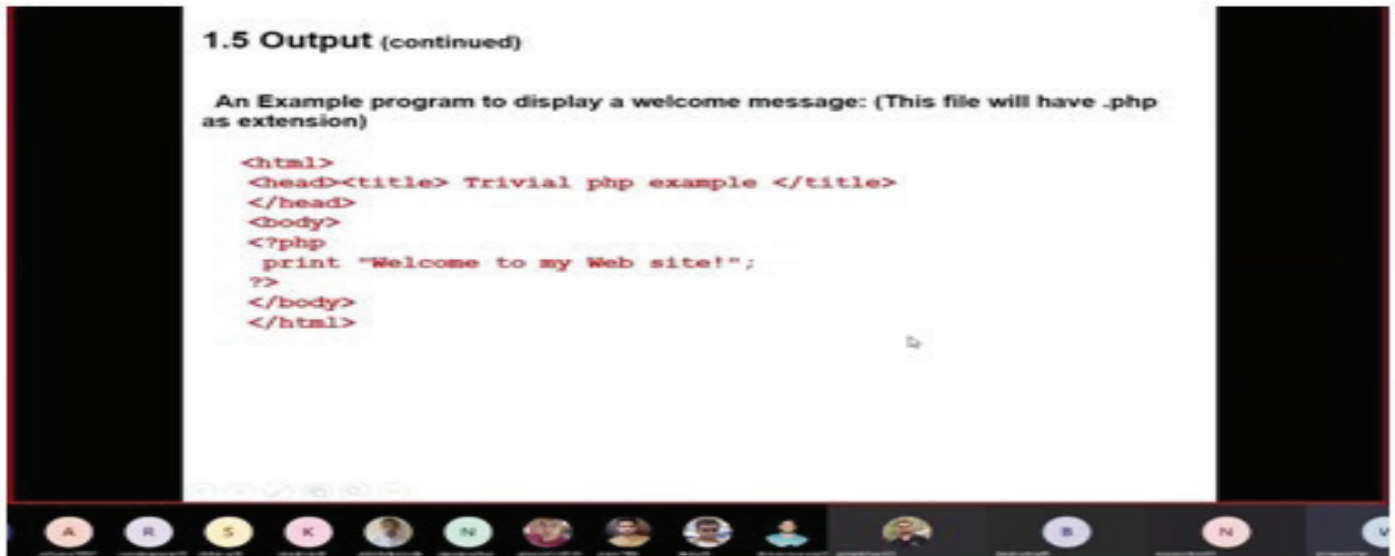 1.5 Output (continued)
An Example program to display a welcome message: (This file will have .php
as extension)
<html>
<head><title> Trivial php example </title>
</head>
<body>
<?php
print "Welcome to my Web site!";
?>
</body>
</html>
A R S K N B N V